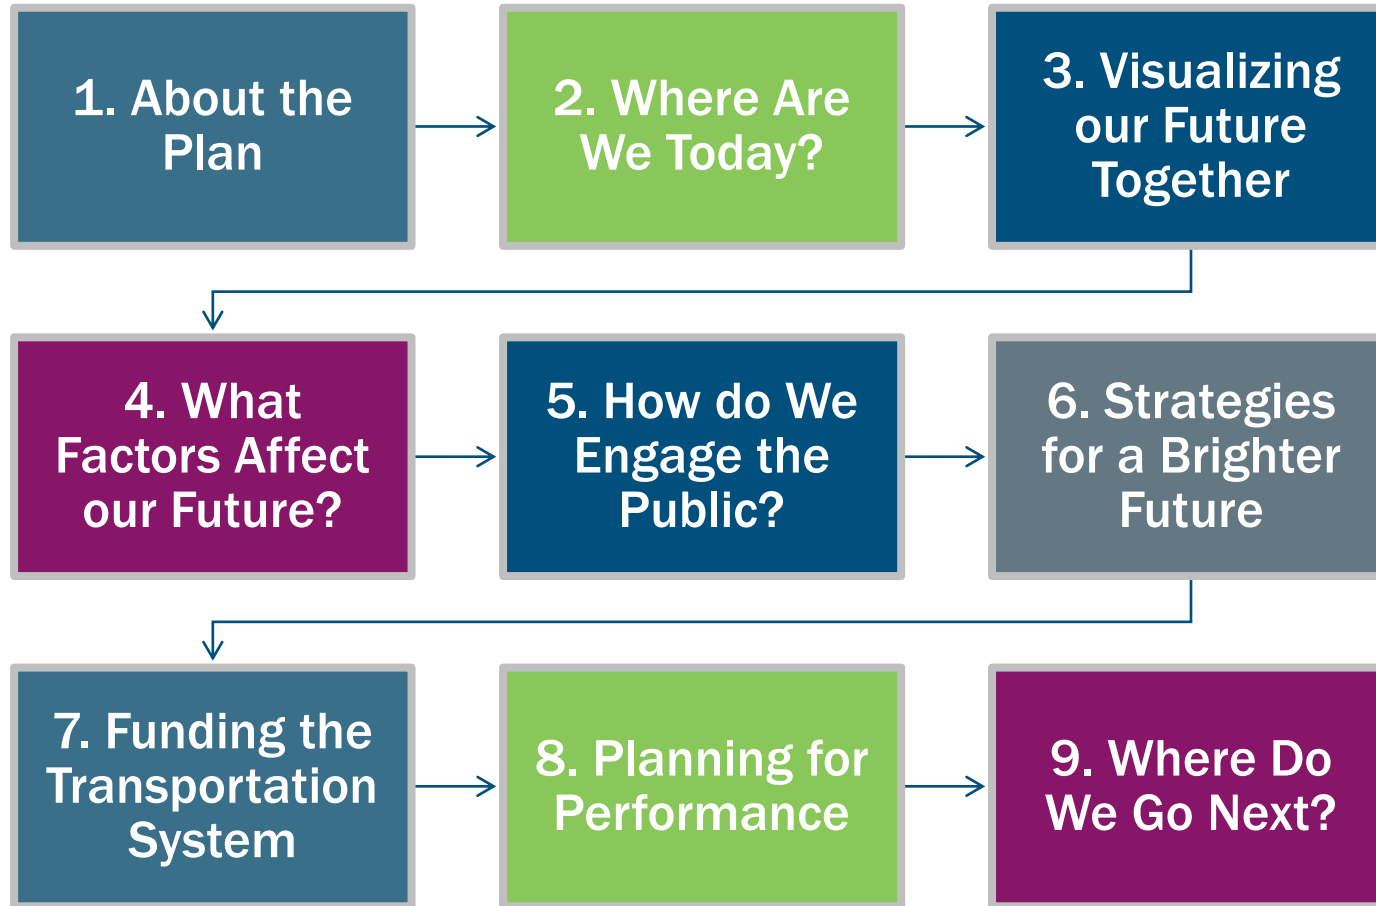 1. About the
Plan
2. Where Are
We Today?
3. Visualizing
our Future
Together
4. What
Factors Affect
our Future?
5. How do We
Engage the
Public?
6. Strategies
for a Brighter
Future
7. Funding the
Transportation
System
8. Planning for
Performance
9. Where Do
We Go Next?